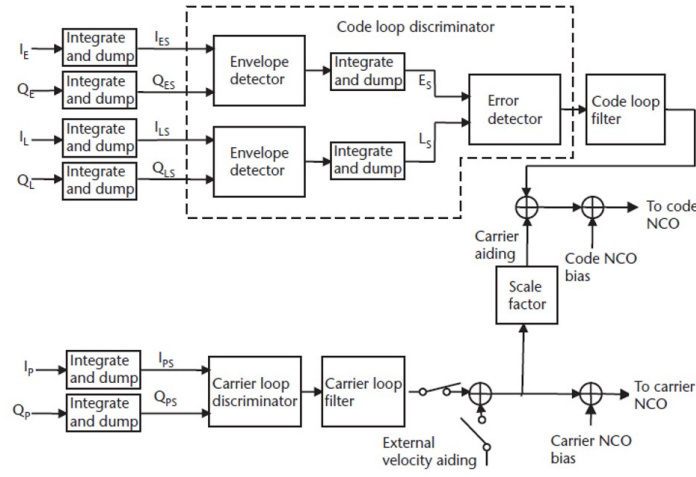 Code loop discriminator
I_E
Integrate
and dump
I_ES
Q_E
Integrate
and dump
Q_ES
Envelope
detector
Integrate
and dump
E_S
I_L
Integrate
and dump
I_LS
Q_L
Integrate
and dump
Q_LS
Envelope
detector
Integrate
and dump
L_S
Error
detector
Code loop
filter
To code
NCO
Carrier
aiding
Code NCO
bias
Scale
factor
I_P
Integrate
and dump
I_PS
Q_P
Integrate
and dump
Q_PS
Carrier loop
discriminator
Carrier loop
filter
External
velocity aiding
Carrier NCO
bias
To carrier
NCO